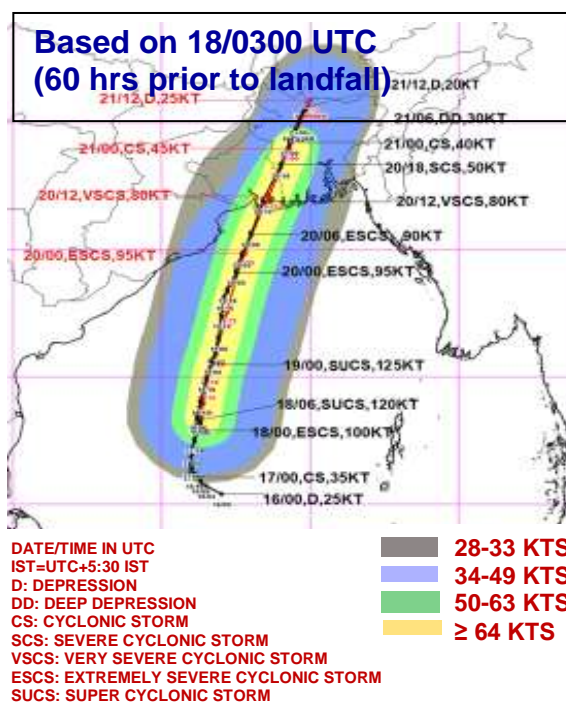 Based on 18/0300 UTC
(60 hrs prior to landfall)
21/12,D,20KT
21/12,D,25KT
21/06,DD,30KT
21/00,CS,40KT
21/00,CS,45KT
20/18,SCS,50KT
20/12,VSCS,80KT
20/12,VSCS,80KT
20/06,ESCS, 90KT
20/00,ESCS,95KT
20/00,ESCS,95KT
19/00,SUCS,125KT
18/06,SUCS,120KT
18/00,ESCS,100KT
17/00,CS,35KT
16/00,D,25KT
DATE/TIME IN UTC
IST=UTC+5:30 IST
D: DEPRESSION
DD: DEEP DEPRESSION
CS: CYCLONIC STORM
SCS: SEVERE CYCLONIC STORM
VSCS: VERY SEVERE CYCLONIC STORM
ESCS: EXTREMELY SEVERE CYCLONIC STORM
SUCS: SUPER CYCLONIC STORM
28-33 KTS
34-49 KTS
50-63 KTS
≥ 64 KTS